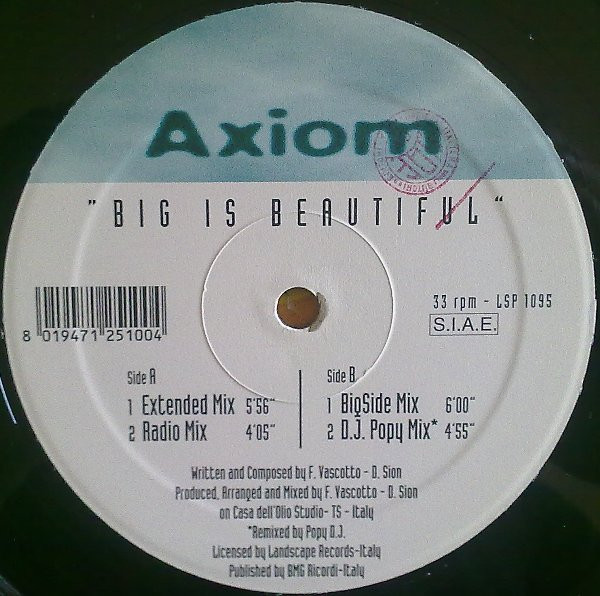 Axiom
" BIG IS BEAUTIFUL "
33 rpm - LSP 1095
S.I.A.E.
8 019471 251004
Side A
1 Extended Mix 5'56"
2 Radio Mix 4'05"
Side B
1 BigSide Mix 6'00"
2 D.J. Popy Mix* 4'55"
Written and Composed by F. Vascotto - D. Sion
Produced, Arranged and Mixed by F. Vascotto - D. Sion
on Casa dell'Olio Studio- TS - Italy
*Remixed by Popy D.J.
Licensed by Landscape Records-Italy
Published by BMG Ricordi-Italy